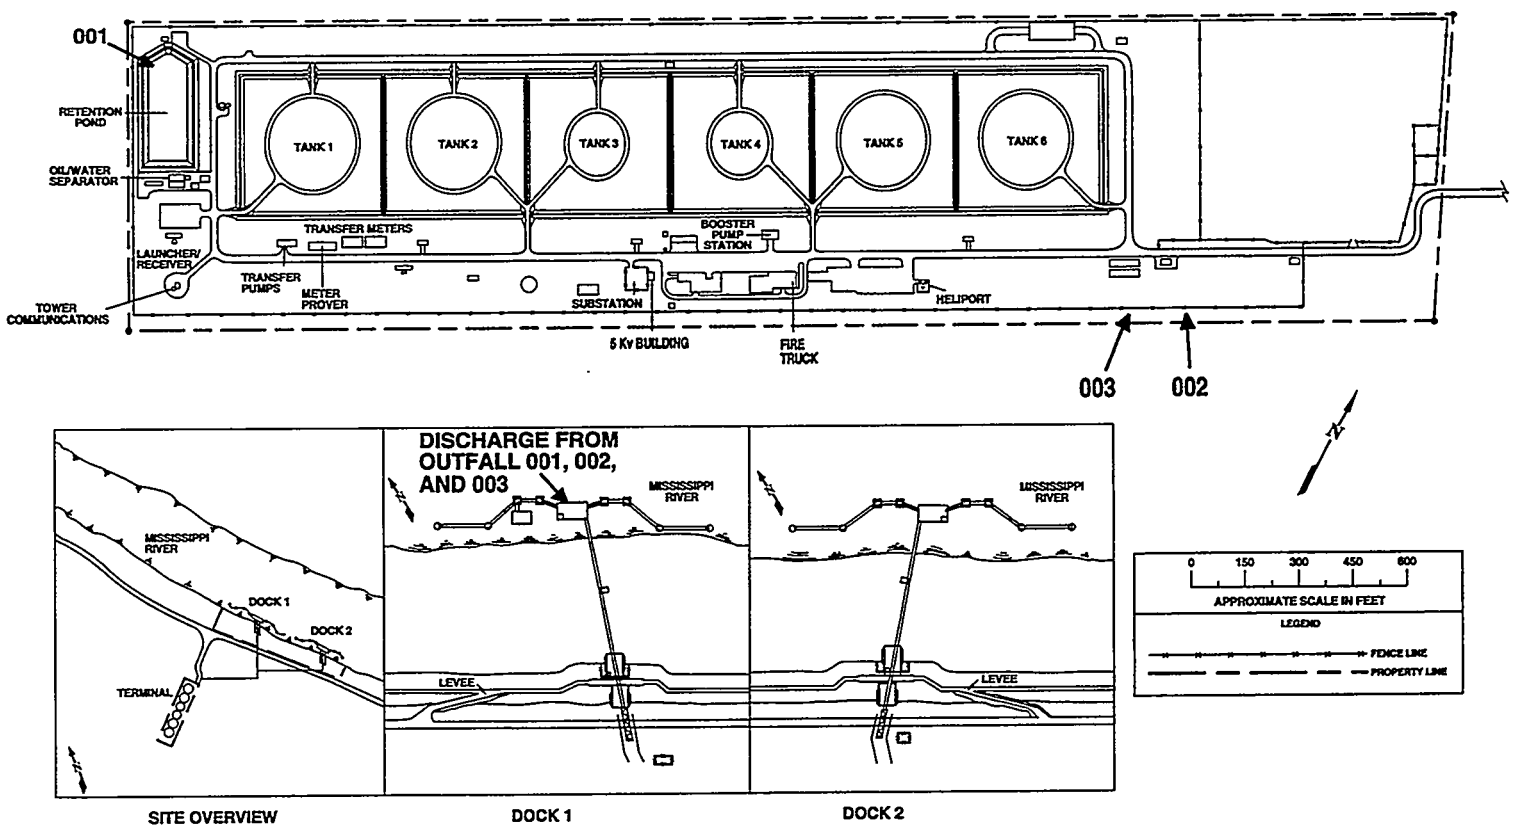 001
RETENTION
POND
OIL/WATER
SEPARATOR
TANK 1
TANK 2
TANK 3
TANK 4
TANK 5
TANK 6
TRANSFER METERS
BOOSTER
PUMP
STATION
LAUNCHER/
RECEIVER
TRANSFER
PUMPS
METER
PROVER
SUBSTATION
HELIPORT
TOWER
COMMUNICATIONS
5 Kv BUILDING
FIRE
TRUCK
003
002
N
MISSISSIPPI
RIVER
DOCK 1
DOCK 2
TERMINAL
N
SITE OVERVIEW
DISCHARGE FROM
OUTFALL 001, 002,
AND 003
N
MISSISSIPPI
RIVER
LEVEE
DOCK 1
N
MISSISSIPPI
RIVER
LEVEE
DOCK 2
0 150 300 450 600
APPROXIMATE SCALE IN FEET
LEGEND
FENCE LINE
PROPERTY LINE